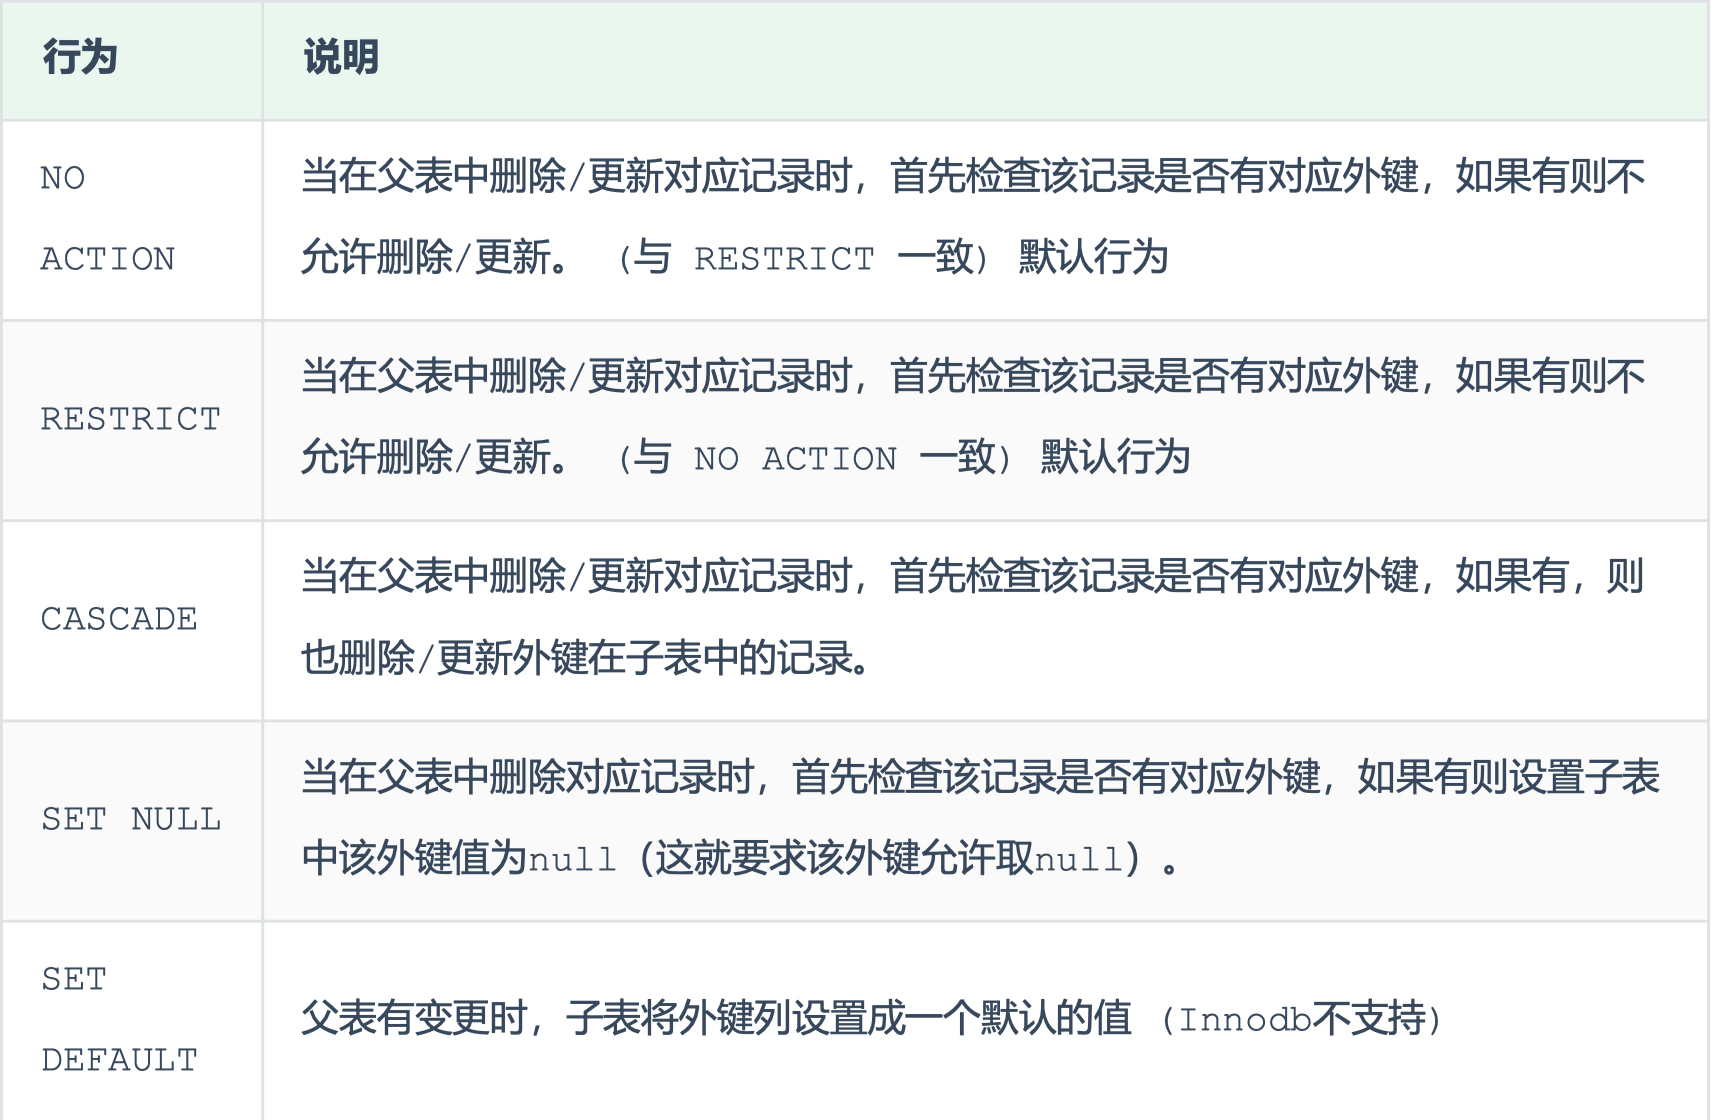 行为 说明
NO
ACTION
当在父表中删除/更新对应记录时，首先检查该记录是否有对应外键，如果有则不
允许删除/更新。 (与 RESTRICT 一致) 默认行为
RESTRICT
当在父表中删除/更新对应记录时，首先检查该记录是否有对应外键，如果有则不
允许删除/更新。 (与 NO ACTION 一致) 默认行为
CASCADE
当在父表中删除/更新对应记录时，首先检查该记录是否有对应外键，如果有，则
也删除/更新外键在子表中的记录。
SET NULL
当在父表中删除对应记录时，首先检查该记录是否有对应外键，如果有则设置子表
中该外键值为null（这就要求该外键允许取null）。
SET
DEFAULT
父表有变更时，子表将外键列设置成一个默认的值 (Innodb不支持)